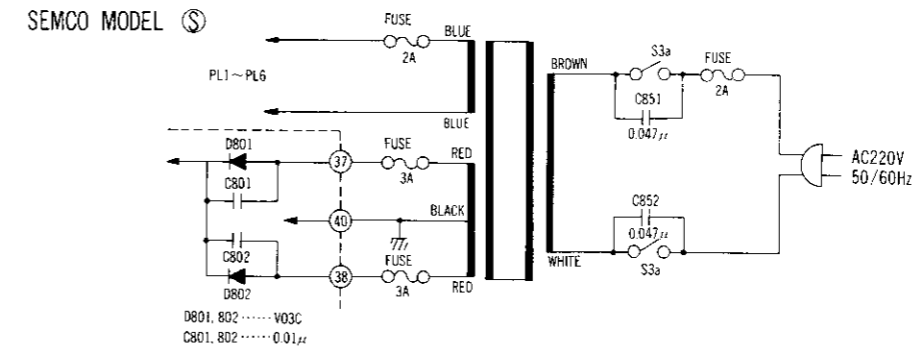 SEMCO MODEL Ⓢ
FUSE
2A
BLUE
PL1~PL6
BLUE
BROWN
S3a
FUSE
2A
C851
0.047μ
AC220V
50/60Hz
D801
37
FUSE
3A
RED
C801
40
BLACK
C802
D802
38
FUSE
3A
RED
C852
0.047μ
S3a
WHITE
D801, 802 ······ V03C
C801, 802 ······ 0.01μ